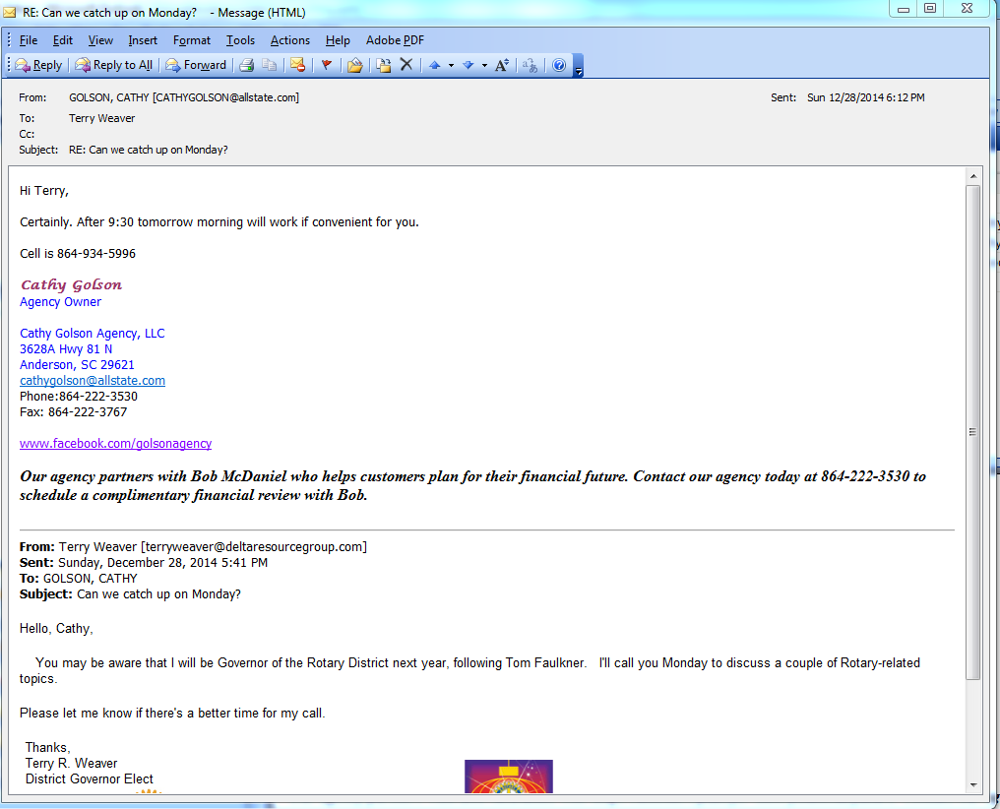 RE: Can we catch up on Monday?    - Message (HTML)
File Edit View Insert Format Tools Actions Help Adobe PDF
Reply Reply to All Forward
From: GOLSON, CATHY [CATHYGOLSON@allstate.com] Sent: Sun 12/28/2014 6:12 PM
To: Terry Weaver
Cc:
Subject: RE: Can we catch up on Monday?
Hi Terry,
Certainly. After 9:30 tomorrow morning will work if convenient for you.
Cell is 864-934-5996
Cathy Golson
Agency Owner
Cathy Golson Agency, LLC
3628A Hwy 81 N
Anderson, SC 29621
cathygolson@allstate.com
Phone:864-222-3530
Fax: 864-222-3767
www.facebook.com/golsonagency
Our agency partners with Bob McDaniel who helps customers plan for their financial future. Contact our agency today at 864-222-3530 to
schedule a complimentary financial review with Bob.
From: Terry Weaver [terryweaver@deltaresourcegroup.com]
Sent: Sunday, December 28, 2014 5:41 PM
To: GOLSON, CATHY
Subject: Can we catch up on Monday?
Hello, Cathy,
You may be aware that I will be Governor of the Rotary District next year, following Tom Faulkner.   I'll call you Monday to discuss a couple of Rotary-related
topics.
Please let me know if there's a better time for my call.
Thanks,
Terry R. Weaver
District Governor Elect